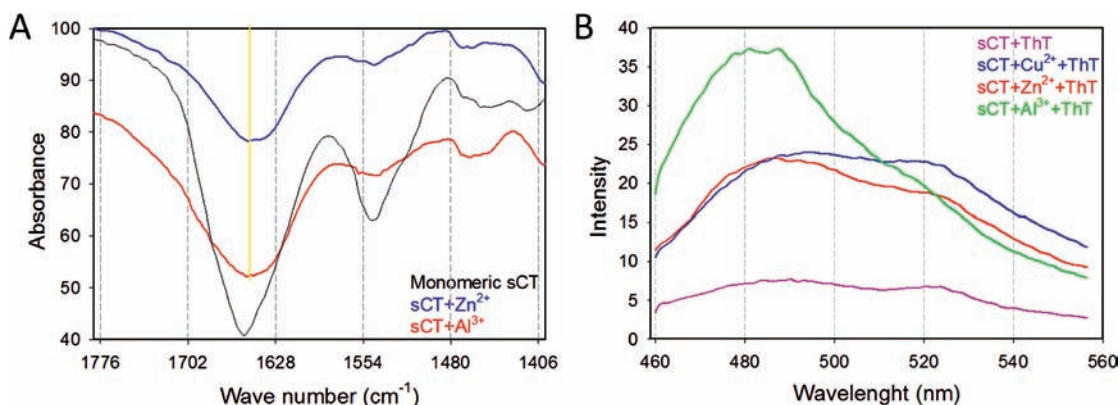 A
Absorbance
100
90
80
70
60
50
40
1776
1702
1628
1554
1480
1406
Wave number (cm⁻¹)
Monomeric sCT
sCT+Zn²⁺
sCT+Al³⁺
B
Intensity
40
35
30
25
20
15
10
5
0
460
480
500
520
540
560
Wavelenght (nm)
sCT+ThT
sCT+Cu²⁺+ThT
sCT+Zn²⁺+ThT
sCT+Al³⁺+ThT